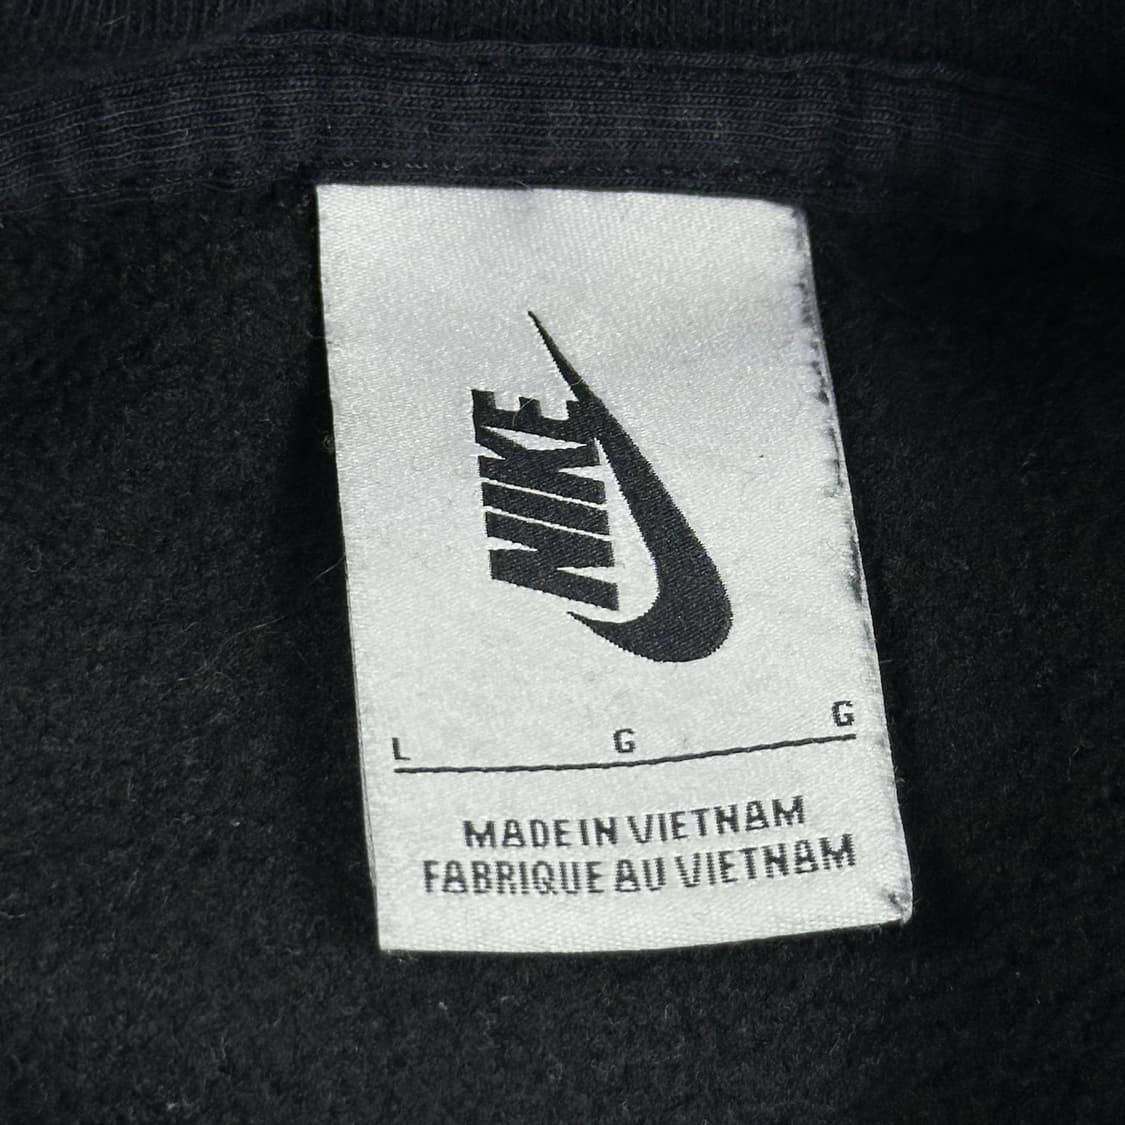 NIKE
L G G
MADE IN VIETNAM
FABRIQUE AU VIETNAM